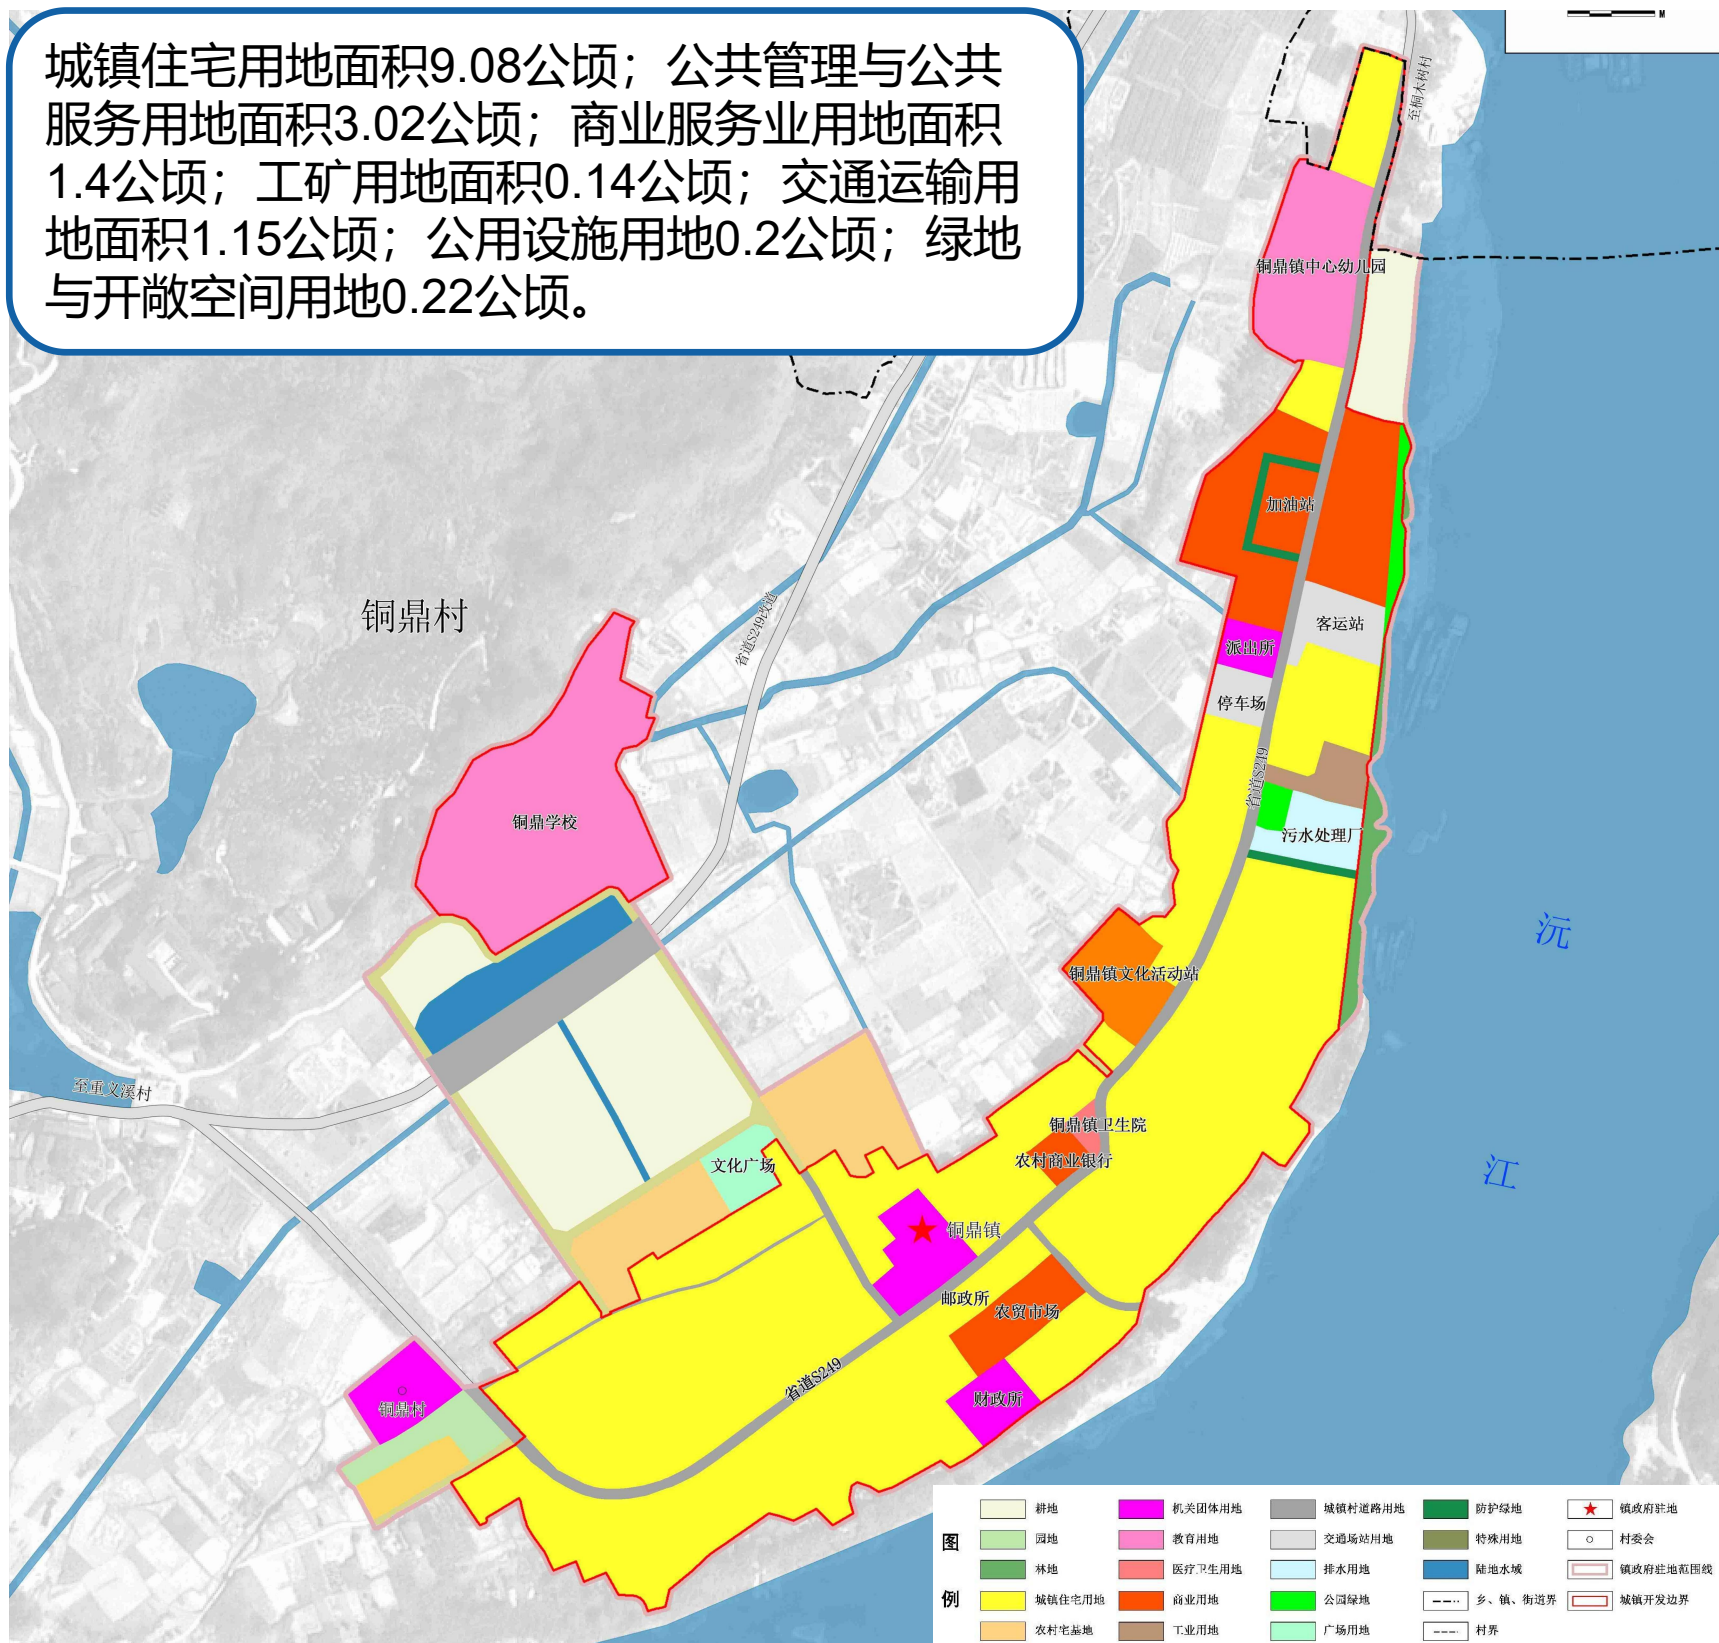 城镇住宅用地面积9.08公顷；公共管理与公共
服务用地面积3.02公顷；商业服务业用地面积
1.4公顷；工矿用地面积0.14公顷；交通运输用
地面积1.15公顷；公用设施用地0.2公顷；绿地
与开敞空间用地0.22公顷。
M
至桐木树村
铜鼎镇中心幼儿园
加油站
铜鼎村
省道S249改道
客运站
派出所
停车场
省道S249
铜鼎学校
污水处理厂
沅
铜鼎镇文化活动站
至重义溪村
铜鼎镇卫生院
农村商业银行
文化广场
江
铜鼎镇
邮政所
农贸市场
省道S249
财政所
铜鼎村
图
例
耕地
机关团体用地
城镇村道路用地
防护绿地
镇政府驻地
园地
教育用地
交通场站用地
特殊用地
村委会
林地
医疗卫生用地
排水用地
陆地水域
镇政府驻地范围线
城镇住宅用地
商业用地
公园绿地
乡、镇、街道界
城镇开发边界
农村宅基地
工业用地
广场用地
村界